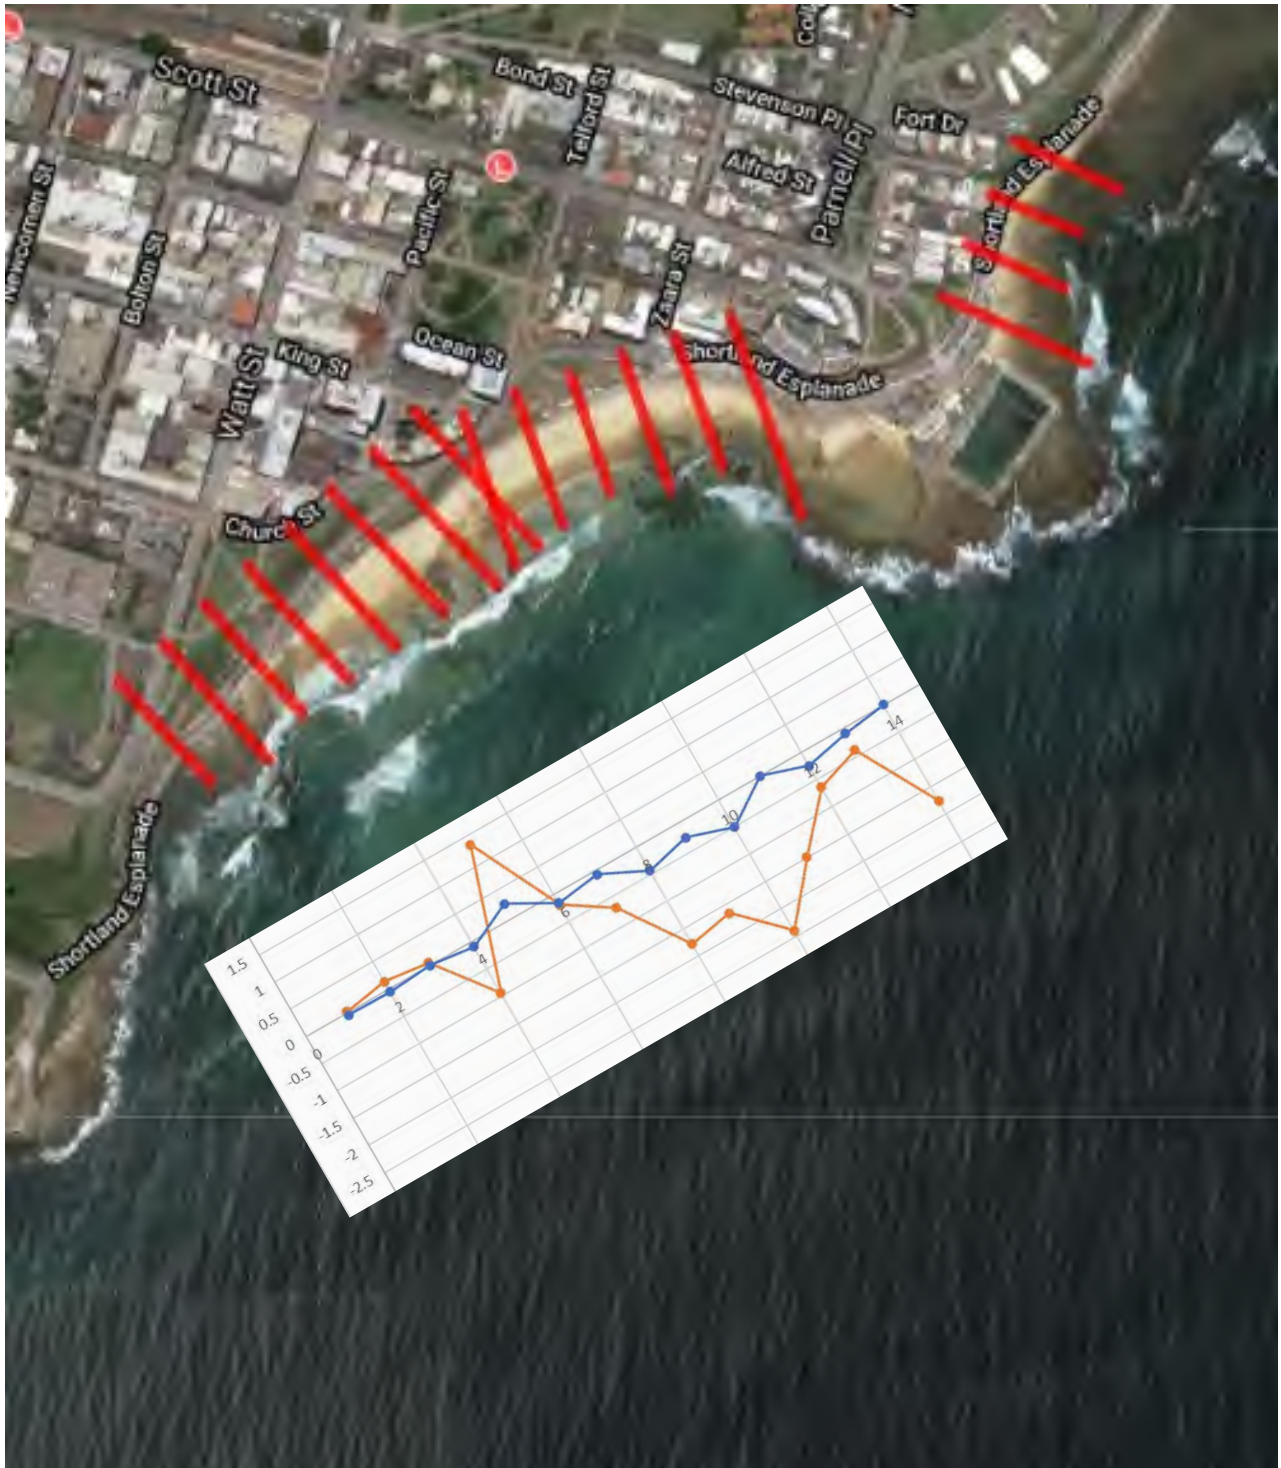 Scott St
Bond St
Telford St
Stevenson Pl
Parnell Pl
Fort Dr
Shortland Esplanade
Alfred St
L
Newcomen St
Bolton St
Pacific St
Zaara St
Watt St
King St
Ocean St
Shortland Esplanade
Church St
Shortland Esplanade
1.5
1
0.5
0
-0.5
-1
-1.5
-2
-2.5
0
2
4
6
8
10
12
14